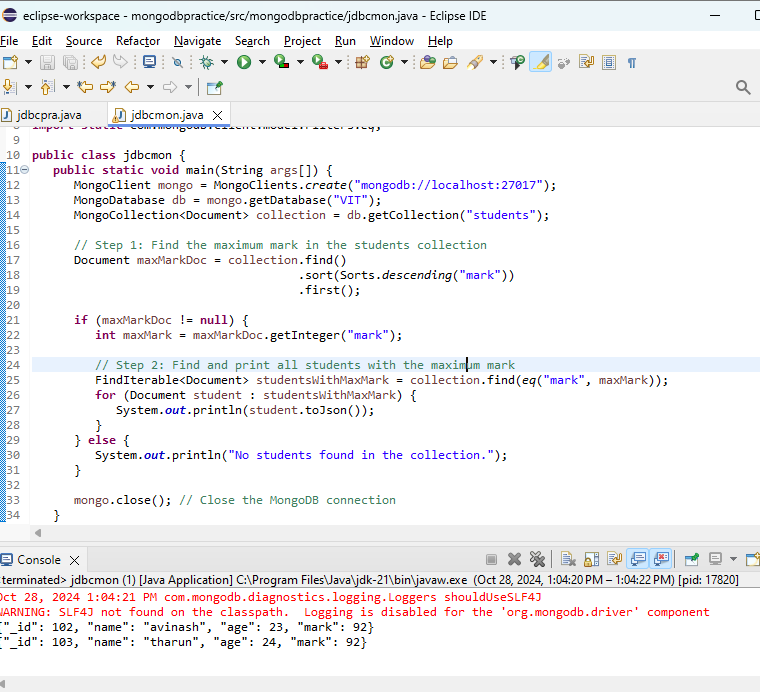 eclipse-workspace - mongodbpractice/src/mongodbpractice/jdbcmon.java - Eclipse IDE
File Edit Source Refactor Navigate Search Project Run Window Help
jdbcpra.java jdbcmon.java
8 import static com.mongodb.client.model.Filters.eq;
9
10 public class jdbcmon {
11 public static void main(String args[]) {
12 MongoClient mongo = MongoClients.create("mongodb://localhost:27017");
13 MongoDatabase db = mongo.getDatabase("VIT");
14 MongoCollection<Document> collection = db.getCollection("students");
15
16 // Step 1: Find the maximum mark in the students collection
17 Document maxMarkDoc = collection.find()
18 .sort(Sorts.descending("mark"))
19 .first();
20
21 if (maxMarkDoc != null) {
22 int maxMark = maxMarkDoc.getInteger("mark");
23
24 // Step 2: Find and print all students with the maximum mark
25 FindIterable<Document> studentsWithMaxMark = collection.find(eq("mark", maxMark));
26 for (Document student : studentsWithMaxMark) {
27 System.out.println(student.toJson());
28 }
29 } else {
30 System.out.println("No students found in the collection.");
31 }
32
33 mongo.close(); // Close the MongoDB connection
34 }
Console
<terminated> jdbcmon (1) [Java Application] C:\Program Files\Java\jdk-21\bin\javaw.exe (Oct 28, 2024, 1:04:20 PM – 1:04:22 PM) [pid: 17820]
Oct 28, 2024 1:04:21 PM com.mongodb.diagnostics.logging.Loggers shouldUseSLF4J
WARNING: SLF4J not found on the classpath.  Logging is disabled for the 'org.mongodb.driver' component
{"_id": 102, "name": "avinash", "age": 23, "mark": 92}
{"_id": 103, "name": "tharun", "age": 24, "mark": 92}